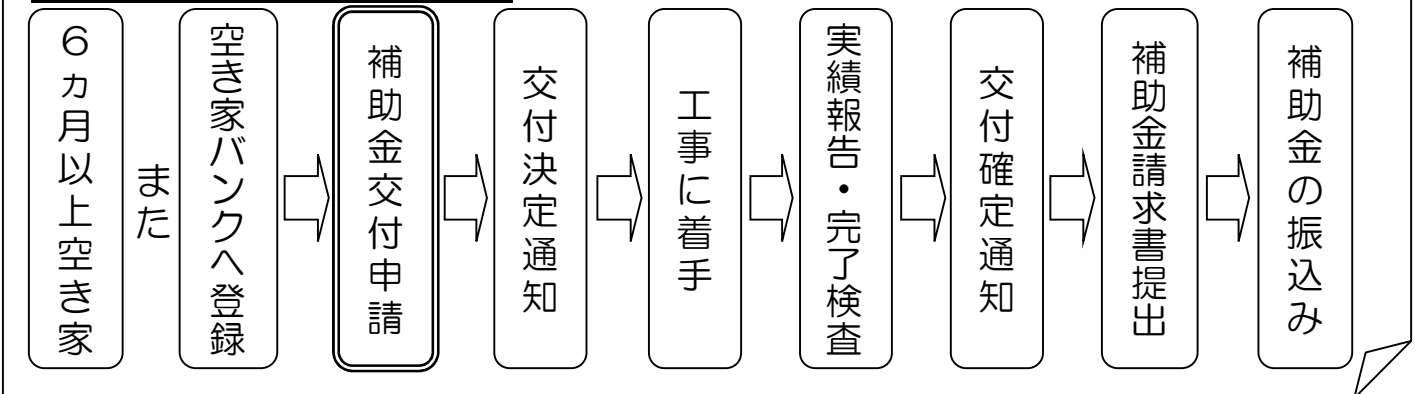 ６ヵ月以上空き家
また
空き家バンクへ登録
補助金交付申請
交付決定通知
工事に着手
実績報告・完了検査
交付確定通知
補助金請求書提出
補助金の振込み